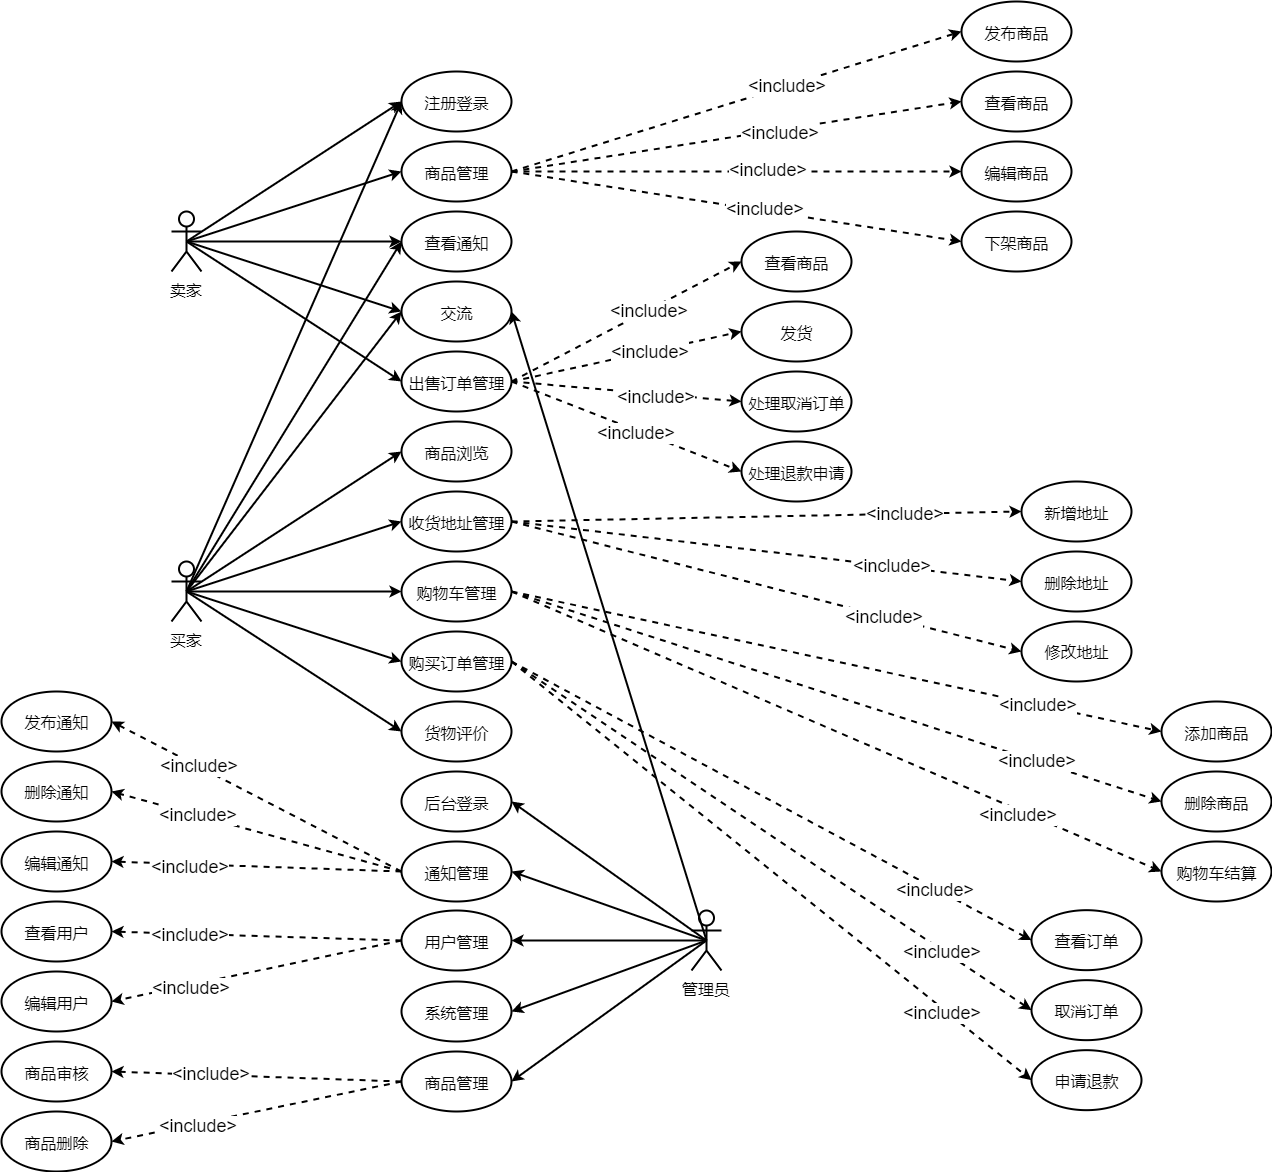 发布商品
<include>
注册登录
查看商品
<include>
商品管理
<include>
编辑商品
<include>
卖家
查看通知
下架商品
查看商品
交流
<include>
发货
<include>
出售订单管理
<include>
处理取消订单
<include>
商品浏览
处理退款申请
收货地址管理
<include>
新增地址
<include>
删除地址
购物车管理
<include>
买家
修改地址
购买订单管理
<include>
添加商品
发布通知
货物评价
<include>
<include>
删除通知
后台登录
删除商品
<include>
<include>
编辑通知
<include>
通知管理
购物车结算
<include>
查看用户
<include>
用户管理
查看订单
<include>
编辑用户
<include>
管理员
系统管理
取消订单
<include>
商品审核
<include>
商品管理
申请退款
<include>
商品删除